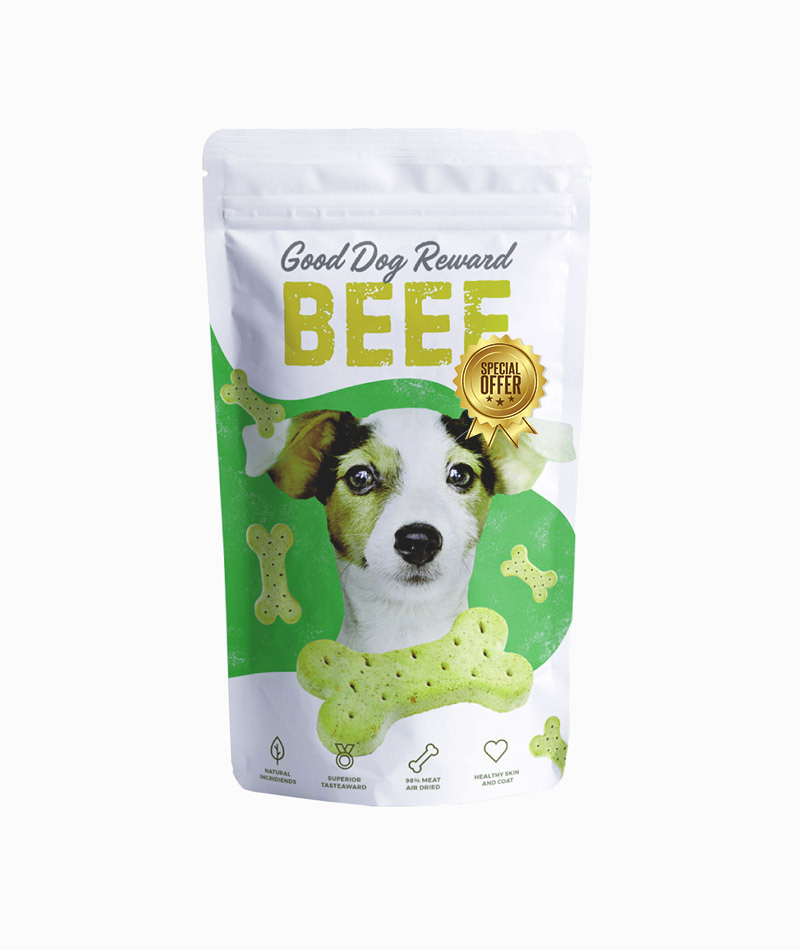 Good Dog Reward
BEEF
SPECIAL
OFFER
NATURAL
INGRIDIENDS
SUPERIOR
TASTEAWARD
98% MEAT
AIR DRIED
HEALTHY SKIN
AND COAT